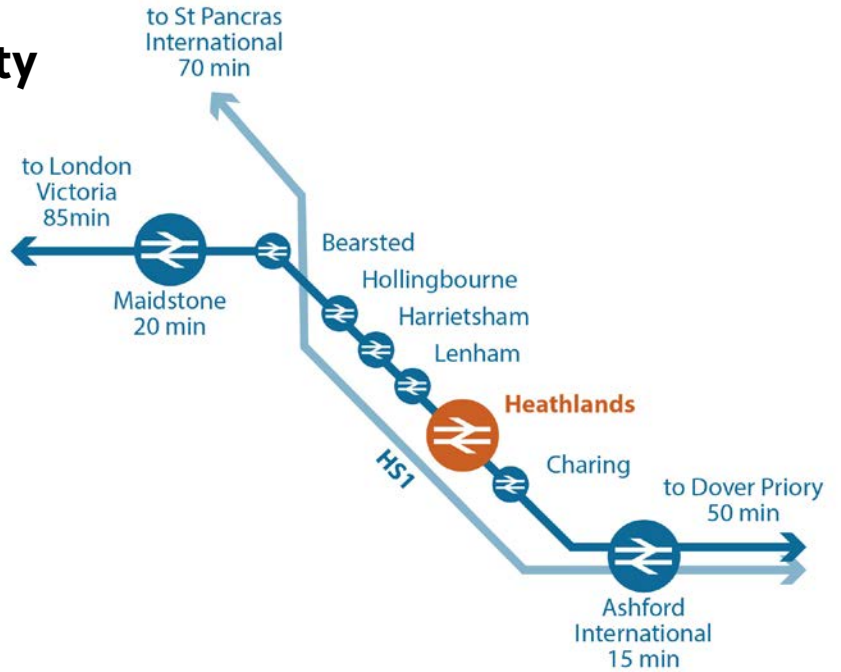 ty
to St Pancras
International
70 min
to London
Victoria
85min
Maidstone
20 min
Bearsted
Hollingbourne
Harrietsham
Lenham
Heathlands
HS1
Charing
to Dover Priory
50 min
Ashford
International
15 min